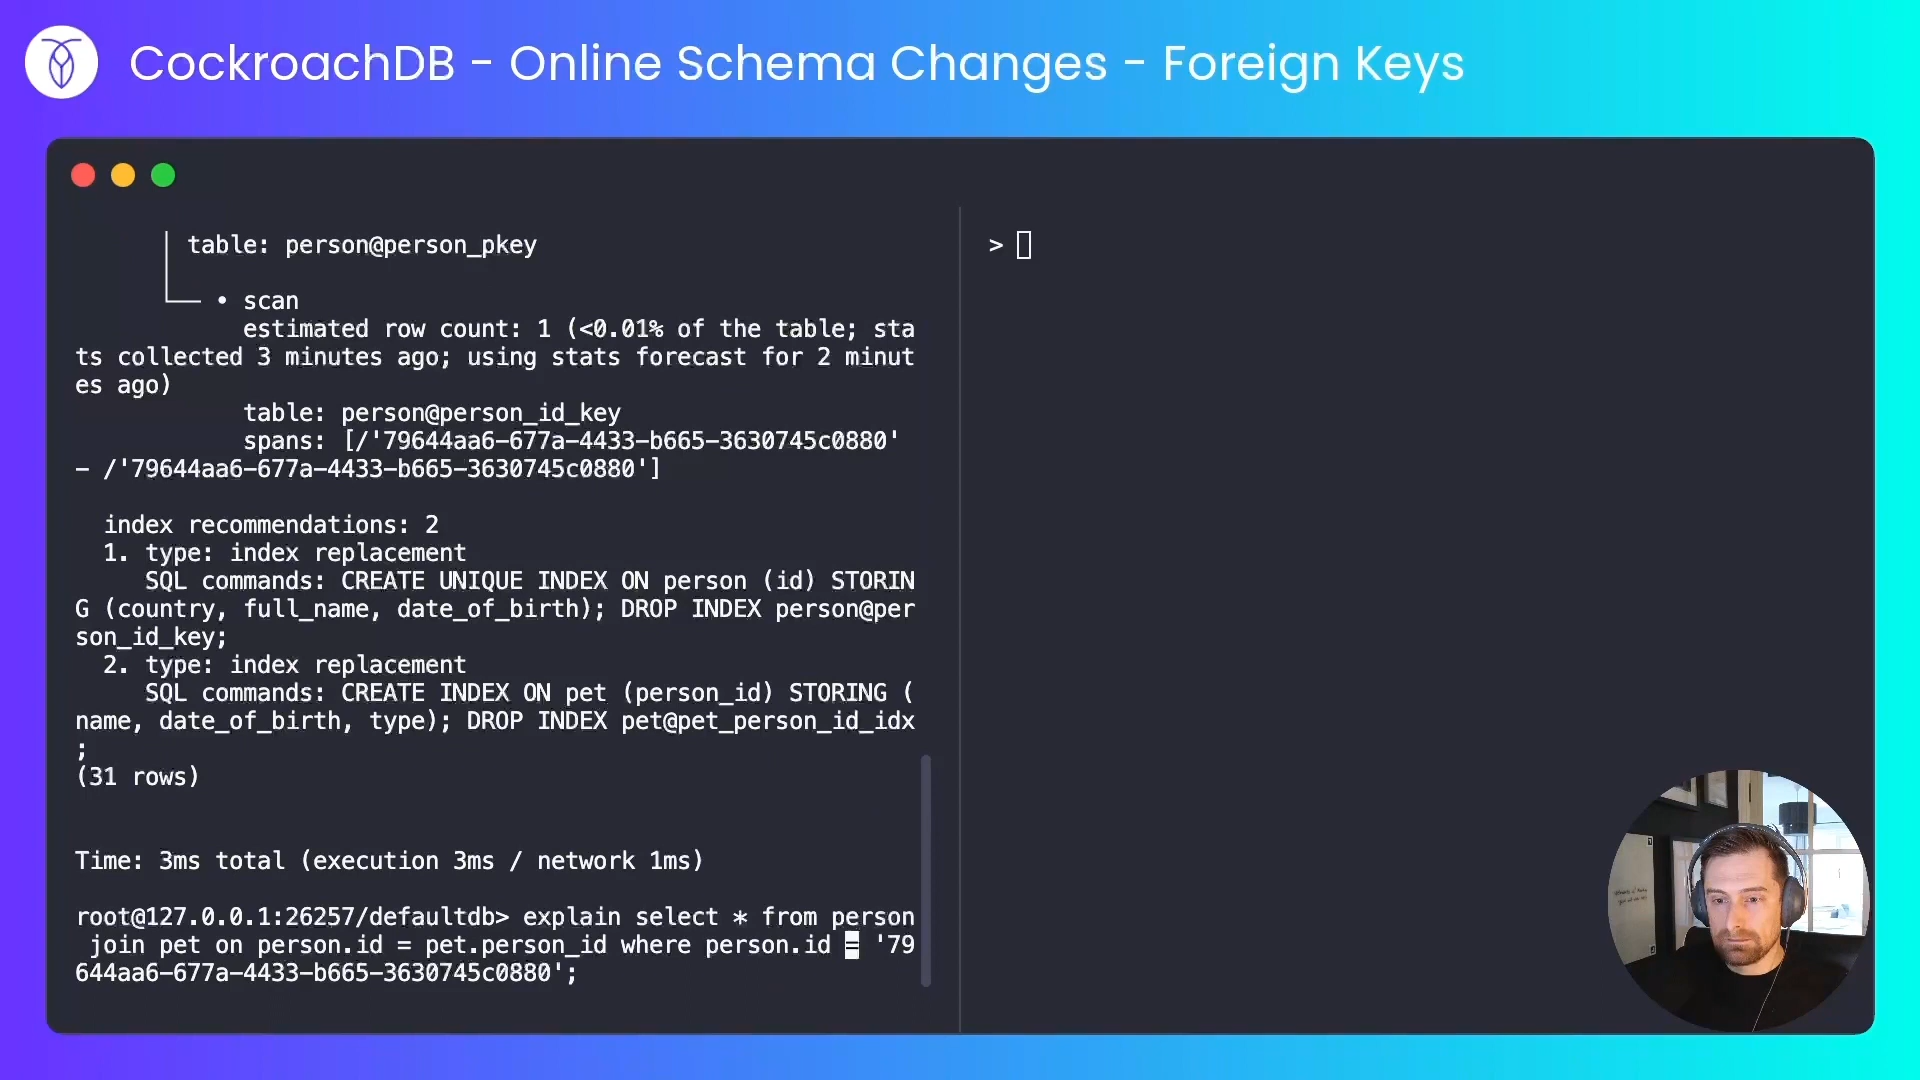 CockroachDB - Online Schema Changes - Foreign Keys
table: person@person_pkey
• scan
estimated row count: 1 (<0.01% of the table; sta
ts collected 3 minutes ago; using stats forecast for 2 minut
es ago)
table: person@person_id_key
spans: [/'79644aa6-677a-4433-b665-3630745c0880'
- /'79644aa6-677a-4433-b665-3630745c0880']
index recommendations: 2
1. type: index replacement
SQL commands: CREATE UNIQUE INDEX ON person (id) STORIN
G (country, full_name, date_of_birth); DROP INDEX person@per
son_id_key;
2. type: index replacement
SQL commands: CREATE INDEX ON pet (person_id) STORING (
name, date_of_birth, type); DROP INDEX pet@pet_person_id_idx
;
(31 rows)
Time: 3ms total (execution 3ms / network 1ms)
root@127.0.0.1:26257/defaultdb> explain select * from person
join pet on person.id = pet.person_id where person.id = '79
644aa6-677a-4433-b665-3630745c0880';
>